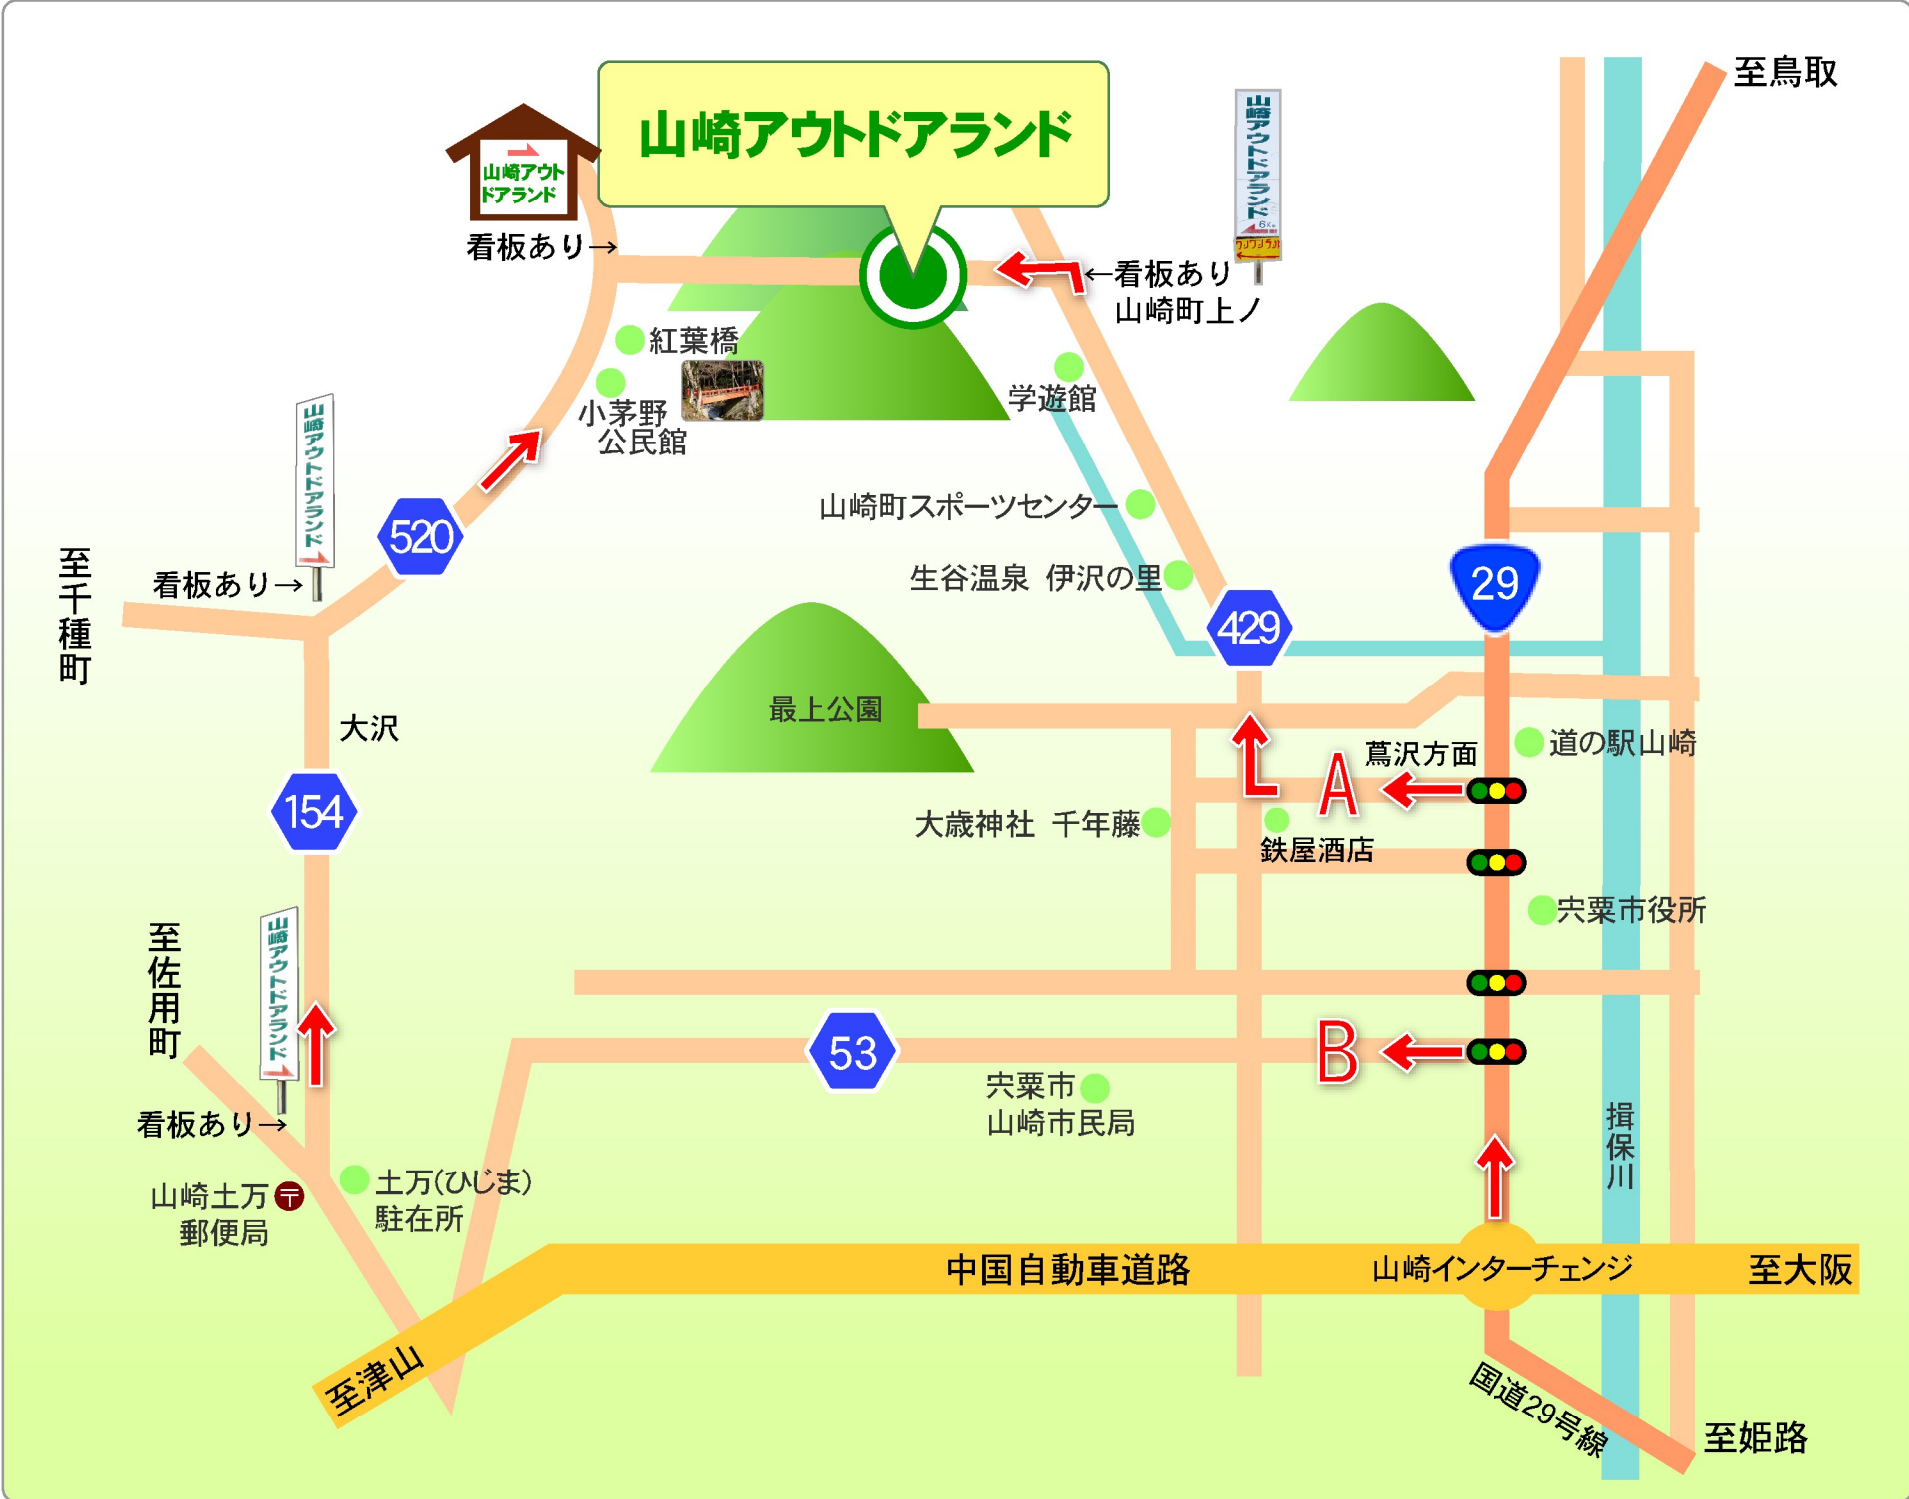 至鳥取
山崎アウトドアランド
山崎アウト
ドアランド
看板あり→
山崎アウトドアランド
6Km
←看板あり
山崎町上ノ
紅葉橋
小茅野
公民館
学遊館
山崎アウトドアランド
山崎町スポーツセンター
520
至千種町
看板あり→
生谷温泉 伊沢の里
29
429
最上公園
大沢
蔦沢方面
道の駅山崎
154
A
大歳神社 千年藤
鉄屋酒店
宍粟市役所
至佐用町
山崎アウトドアランド
53
B
宍粟市
山崎市民局
看板あり→
揖保川
山崎土万
郵便局
土万(ひじま)
駐在所
中国自動車道路
山崎インターチェンジ
至大阪
至津山
国道29号線
至姫路